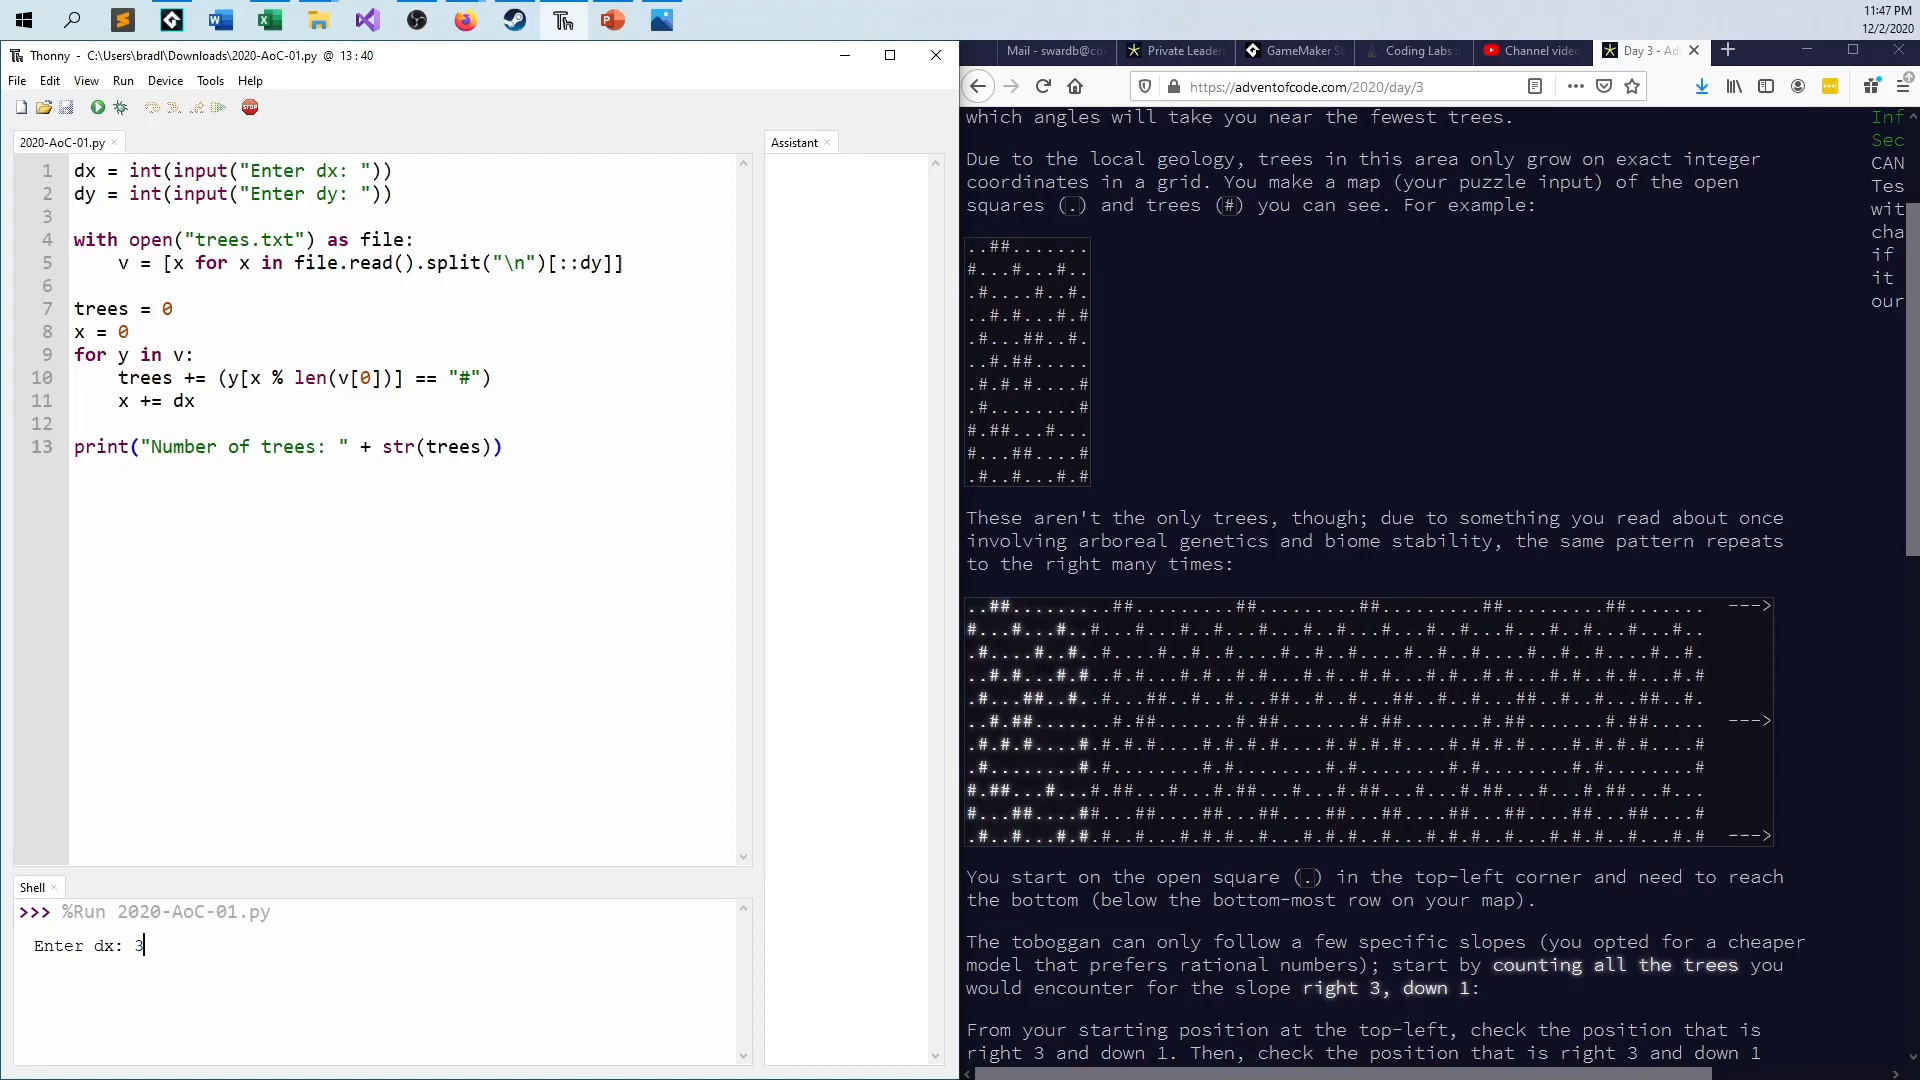 11:47 PM
12/2/2020
Thonny - C:\Users\bradl\Downloads\2020-AoC-01.py @ 13:40
File Edit View Run Device Tools Help
STOP
2020-AoC-01.py
1 dx = int(input("Enter dx: "))
2 dy = int(input("Enter dy: "))
3
4 with open("trees.txt") as file:
5     v = [x for x in file.read().split("\n")[::dy]]
6
7 trees = 0
8 x = 0
9 for y in v:
10     trees += (y[x % len(v[0])] == "#")
11     x += dx
12
13 print("Number of trees: " + str(trees))
Assistant
Shell
>>> %Run 2020-AoC-01.py
Enter dx: 3
Mail - swardb@co
Private Leader
GameMaker S
Coding Labs ::
Channel video
Day 3 - Ad
https://adventofcode.com/2020/day/3
which angles will take you near the fewest trees.
Due to the local geology, trees in this area only grow on exact integer
coordinates in a grid. You make a map (your puzzle input) of the open
squares (.) and trees (#) you can see. For example:
..##.......
#...#...#..
.#....#..#.
..#.#...#.#
.#...##..#.
..#.##.....
.#.#.#....#
.#........#
#.##...#...
#...##....#
.#..#...#.#
These aren't the only trees, though; due to something you read about once
involving arboreal genetics and biome stability, the same pattern repeats
to the right many times:
..##.........##.........##.........##.........##.........##.......  --->
#...#...#..#...#...#..#...#...#..#...#...#..#...#...#..#...#...#..
.#....#..#..#....#..#..#....#..#..#....#..#..#....#..#..#....#..#.
..#.#...#.#..#.#...#.#..#.#...#.#..#.#...#.#..#.#...#.#..#.#...#.#
.#...##..#..#...##..#..#...##..#..#...##..#..#...##..#..#...##..#.
..#.##.......#.##.......#.##.......#.##.......#.##.......#.##.....  --->
.#.#.#....#.#.#.#....#.#.#.#....#.#.#.#....#.#.#.#....#.#.#.#....#
.#........#.#........#.#........#.#........#.#........#.#........#
#.##...#...#.##...#...#.##...#...#.##...#...#.##...#...#.##...#...
#...##....##...##....##...##....##...##....##...##....##...##....#
.#..#...#.#.#..#...#.#.#..#...#.#.#..#...#.#.#..#...#.#.#..#...#.#  --->
You start on the open square (.) in the top-left corner and need to reach
the bottom (below the bottom-most row on your map).
The toboggan can only follow a few specific slopes (you opted for a cheaper
model that prefers rational numbers); start by counting all the trees you
would encounter for the slope right 3, down 1:
From your starting position at the top-left, check the position that is
right 3 and down 1. Then, check the position that is right 3 and down 1
Inf
Sec
CAN
Tes
wit
cha
if
it
our